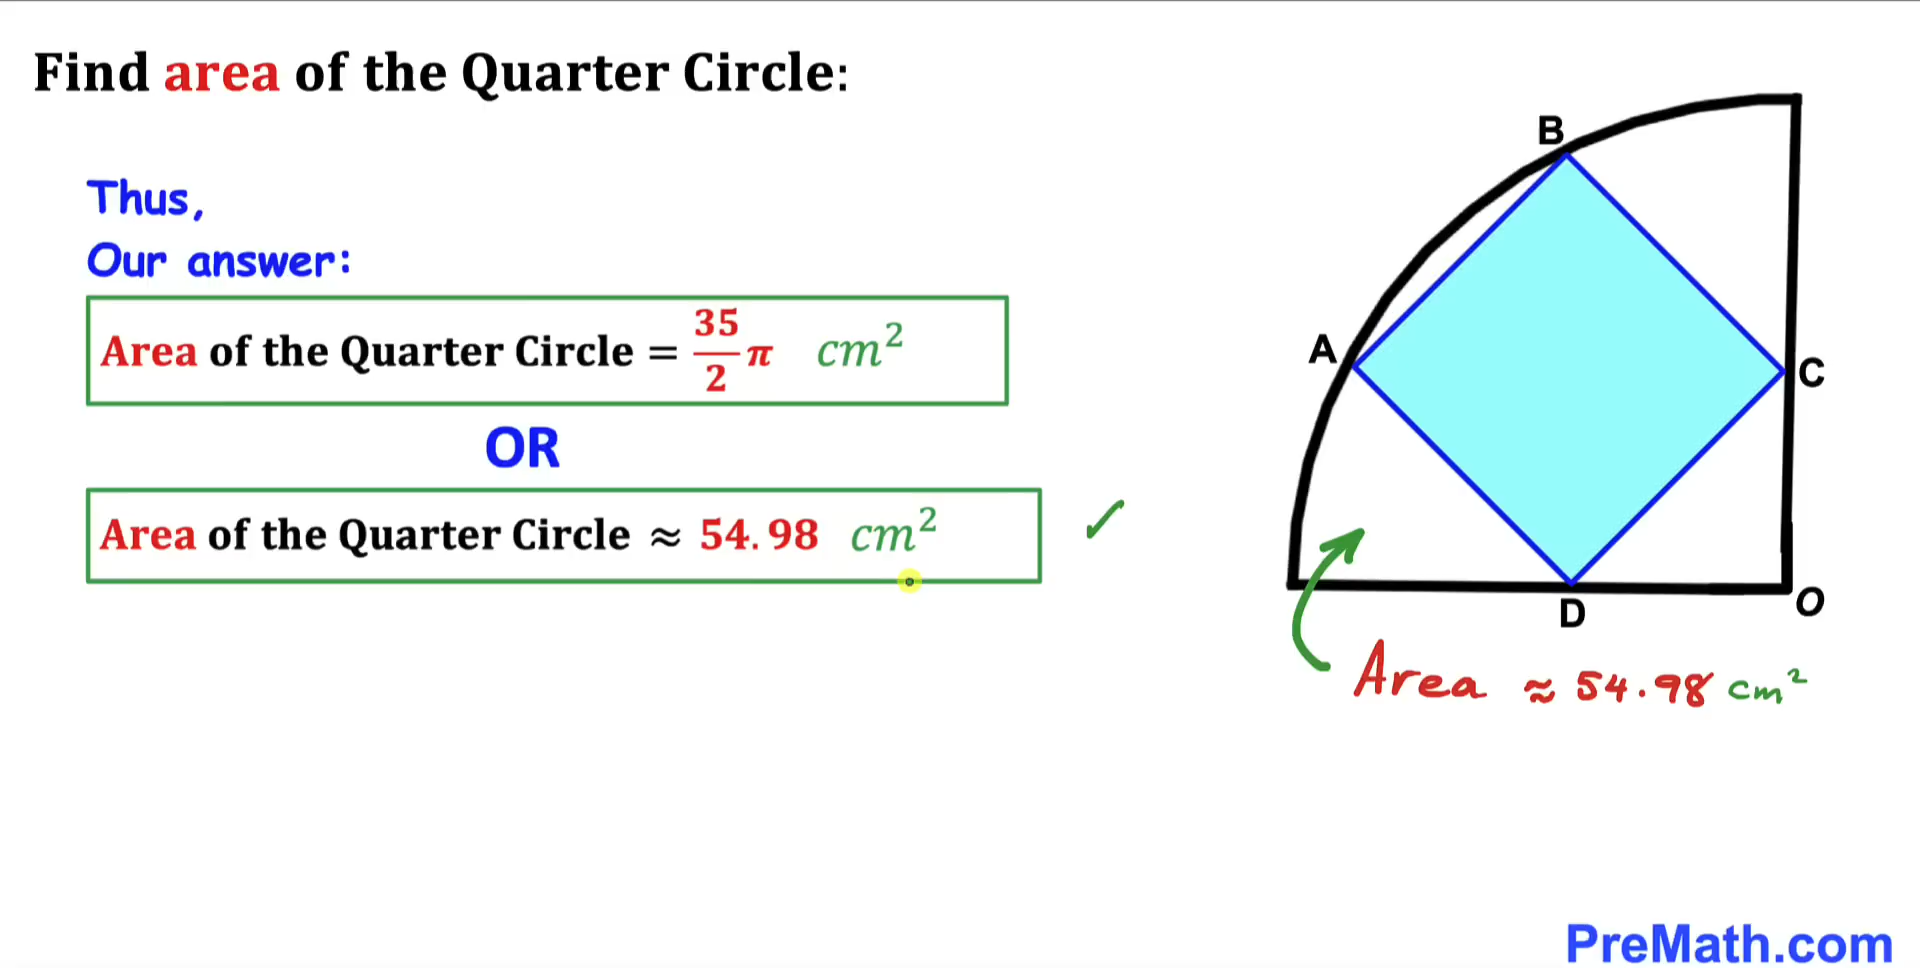 Find area of the Quarter Circle:
Thus,
Our answer:
Area of the Quarter Circle = 35/2 π cm²
OR
Area of the Quarter Circle ≈ 54.98 cm² ✓
B
A
C
D
O
Area ≈ 54.98 cm²
PreMath.com